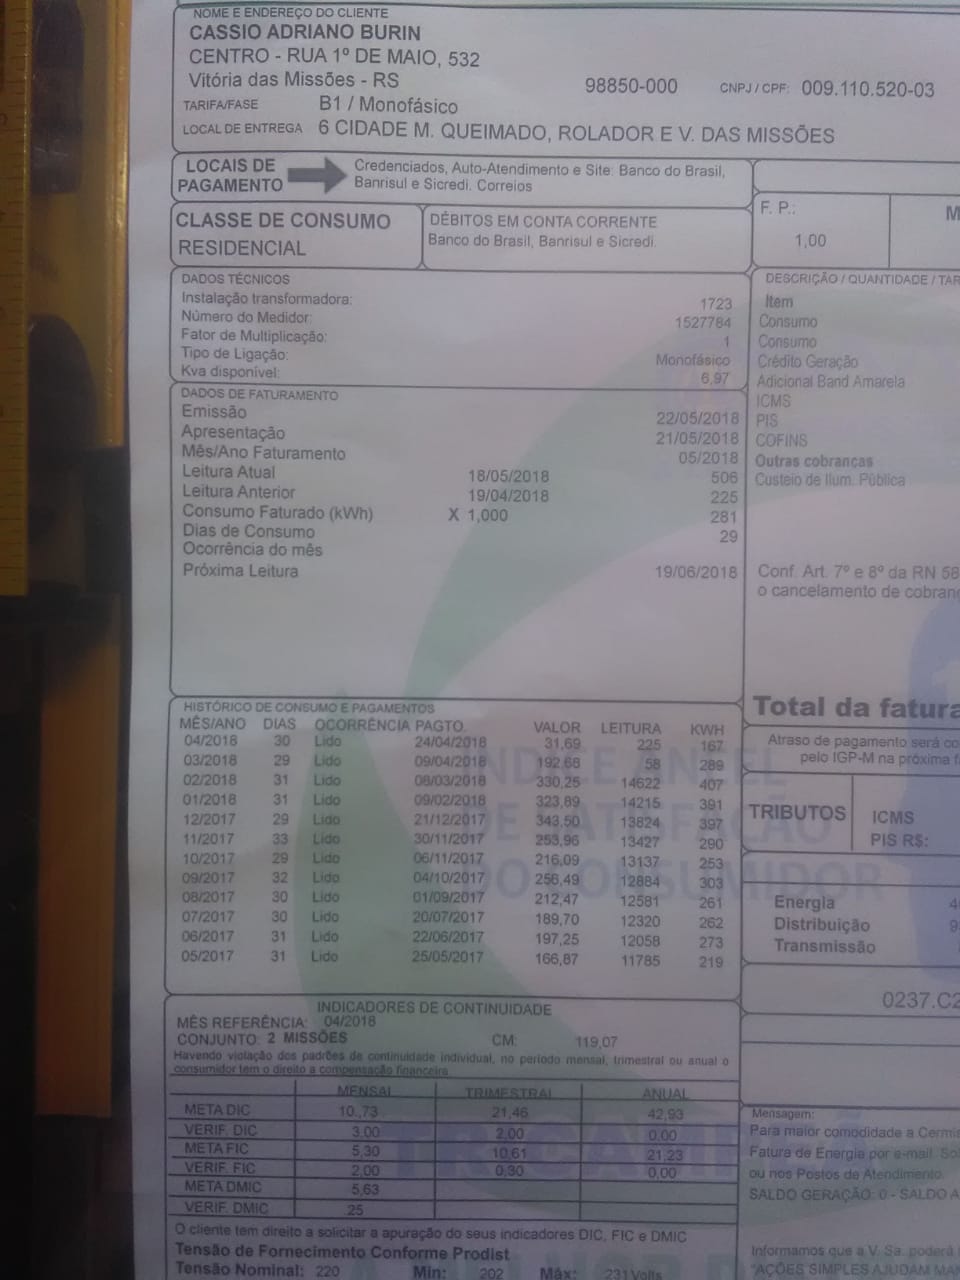 NOME E ENDEREÇO DO CLIENTE
CASSIO ADRIANO BURIN
CENTRO - RUA 1º DE MAIO, 532
Vitória das Missões - RS 98850-000 CNPJ / CPF: 009.110.520-03
TARIFA/FASE B1 / Monofásico
LOCAL DE ENTREGA 6 CIDADE M. QUEIMADO, ROLADOR E V. DAS MISSÕES
LOCAIS DE PAGAMENTO
Credenciados, Auto-Atendimento e Site: Banco do Brasil,
Banrisul e Sicredi. Correios
CLASSE DE CONSUMO
RESIDENCIAL
DÉBITOS EM CONTA CORRENTE
Banco do Brasil, Banrisul e Sicredi.
F. P.:
1,00
M
DADOS TÉCNICOS
Instalação transformadora: 1723
Número do Medidor: 1527784
Fator de Multiplicação: 1
Tipo de Ligação: Monofásico
Kva disponível: 6,97
DADOS DE FATURAMENTO
Emissão 22/05/2018
Apresentação 21/05/2018
Mês/Ano Faturamento 05/2018
Leitura Atual 18/05/2018 506
Leitura Anterior 19/04/2018 225
Consumo Faturado (kWh) X 1,000 281
Dias de Consumo 29
Ocorrência do mês
Próxima Leitura 19/06/2018
DESCRIÇÃO / QUANTIDADE / TAR
Item
Consumo
Consumo
Crédito Geração
Adicional Band Amarela
ICMS
PIS
COFINS
Outras cobranças
Custeio de Ilum. Pública
Conf. Art. 7º e 8º da RN 58
o cancelamento de cobran
HISTÓRICO DE CONSUMO E PAGAMENTOS
MÊS/ANO DIAS OCORRÊNCIA PAGTO. VALOR LEITURA KWH
04/2018 30 Lido 24/04/2018 31,69 225 167
03/2018 29 Lido 09/04/2018 192,68 58 289
02/2018 31 Lido 08/03/2018 330,25 14622 407
01/2018 31 Lido 09/02/2018 323,89 14215 391
12/2017 29 Lido 21/12/2017 343,50 13824 397
11/2017 33 Lido 30/11/2017 253,96 13427 290
10/2017 29 Lido 06/11/2017 216,09 13137 253
09/2017 32 Lido 04/10/2017 256,49 12884 303
08/2017 30 Lido 01/09/2017 212,47 12581 261
07/2017 30 Lido 20/07/2017 189,70 12320 262
06/2017 31 Lido 22/06/2017 197,25 12058 273
05/2017 31 Lido 25/05/2017 166,87 11785 219
Total da fatura
Atraso de pagamento será co
pelo IGP-M na próxima f
TRIBUTOS
ICMS
PIS R$:
Energia 4
Distribuição 9
Transmissão
0237.C2
INDICADORES DE CONTINUIDADE
MÊS REFERÊNCIA: 04/2018
CONJUNTO: 2 MISSÕES CM: 119,07
Havendo violação dos padrões de continuidade individual, no período mensal, trimestral ou anual o
consumidor tem o direito a compensação financeira.
MENSAL TRIMESTRAL ANUAL
META DIC 10,,73 21,46 42,93
VERIF. DIC 3,00 2,00 0,00
META FIC 5,30 10,61 21,23
VERIF. FIC 2,00 0,30 0,00
META DMIC 5,63
VERIF. DMIC 25
O cliente tem direito a solicitar a apuração do seus indicadores DIC, FIC e DMIC
Tensão de Fornecimento Conforme Prodist
Tensão Nominal: 220 Min: 202 Máx: 231 Volts
Mensagem:
Para maior comodidade a Cermis
Fatura de Energia por e-mail. Sol
ou nos Postos de Atendimento.
SALDO GERAÇÃO: 0 - SALDO A
Informamos que a V. Sa. poderá
"AÇÕES SIMPLES AJUDAM MA